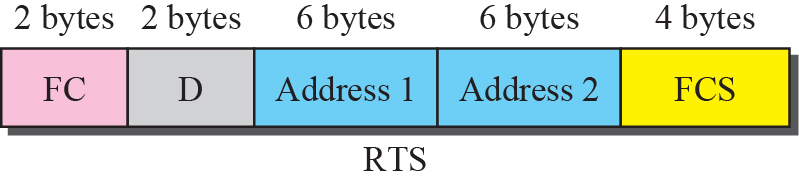 2 bytes 2 bytes 6 bytes 6 bytes 4 bytes
FC D Address 1 Address 2 FCS
RTS